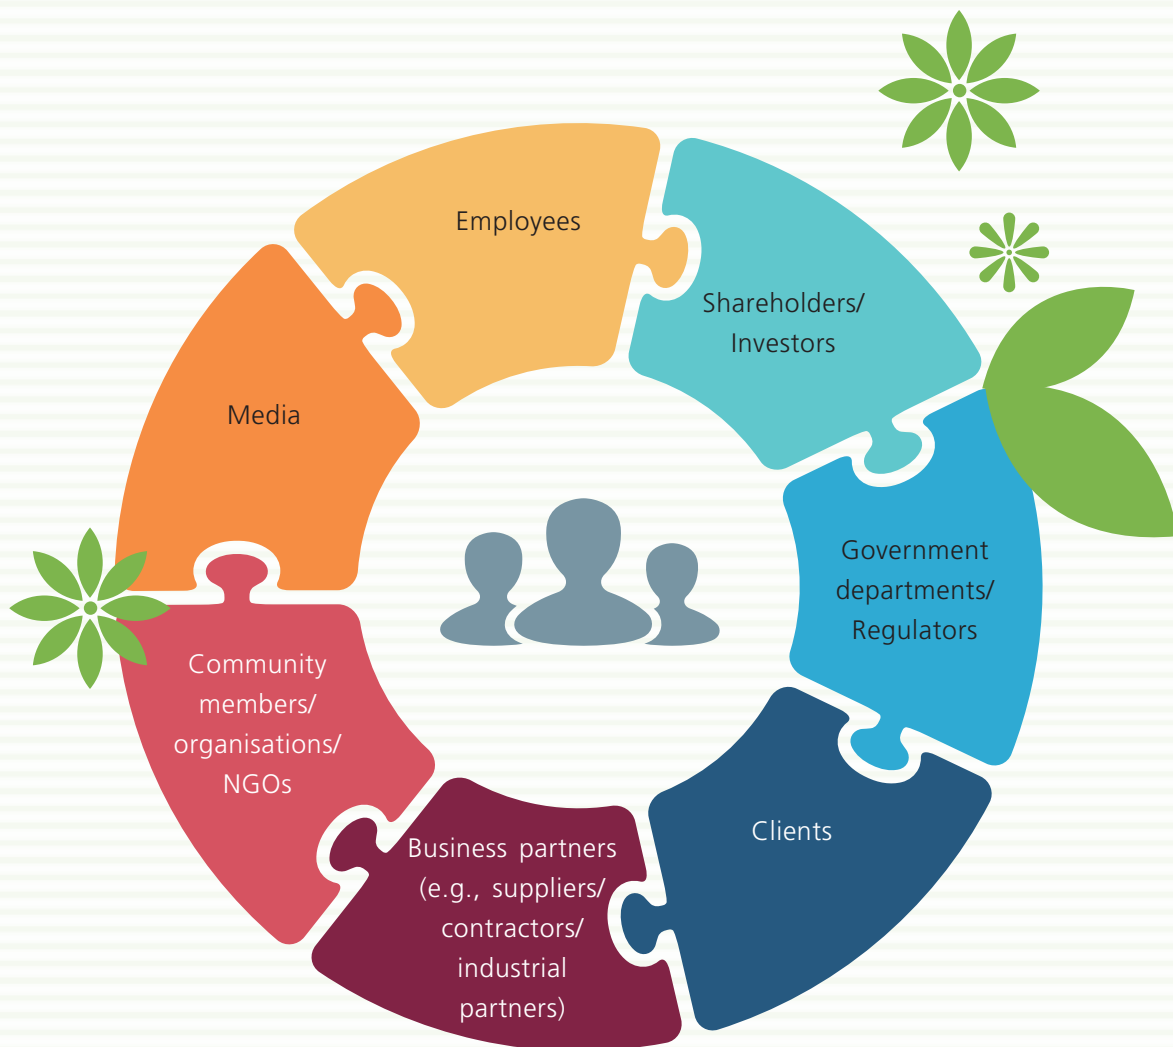 Employees
Shareholders/
Investors
Media
Government
departments/
Regulators
Community
members/
organisations/
NGOs
Clients
Business partners
(e.g., suppliers/
contractors/
industrial
partners)